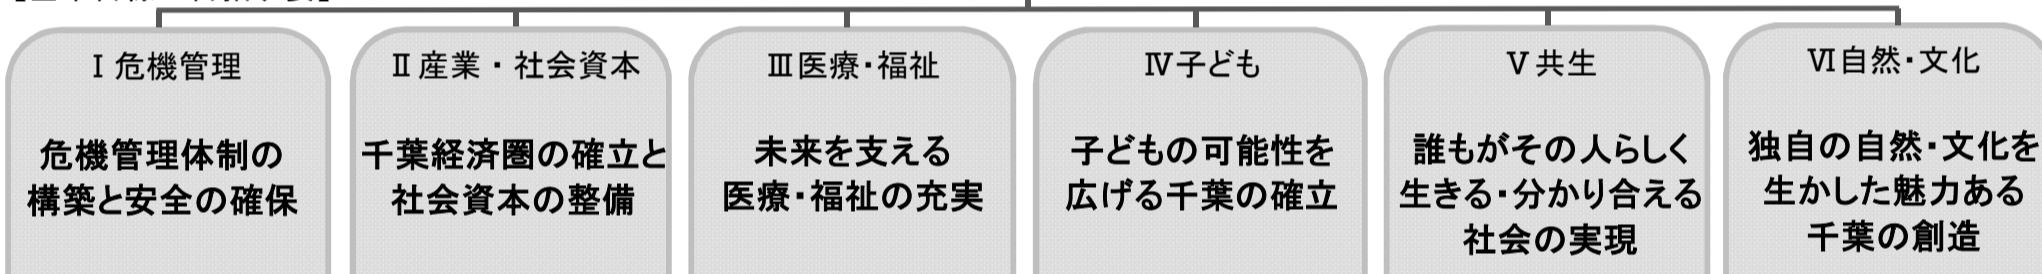 Ⅰ 危機管理
危機管理体制の
構築と安全の確保
Ⅱ 産業・社会資本
千葉経済圏の確立と
社会資本の整備
Ⅲ医療・福祉
未来を支える
医療・福祉の充実
Ⅳ子ども
子どもの可能性を
広げる千葉の確立
Ⅴ 共生
誰もがその人らしく
生きる・分かり合える
社会の実現
Ⅵ自然・文化
独自の自然・文化を
生かした魅力ある
千葉の創造